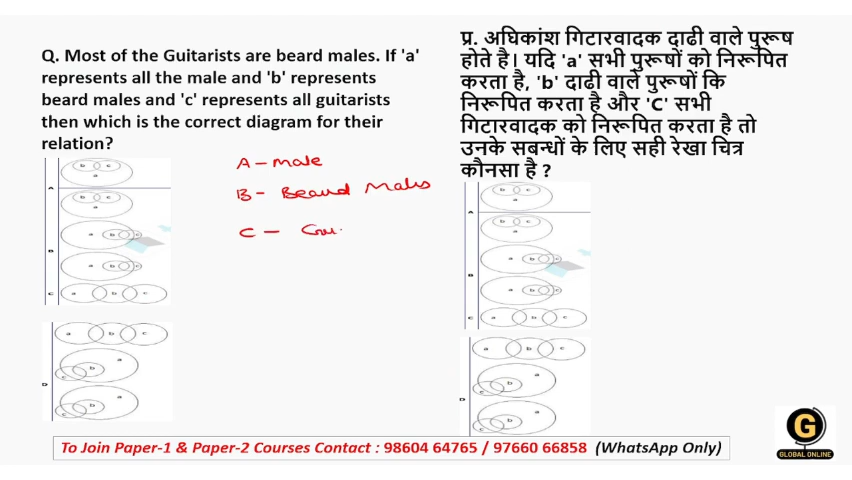 Q. Most of the Guitarists are beard males. If 'a'
represents all the male and 'b' represents
beard males and 'c' represents all guitarists
then which is the correct diagram for their
relation?
A - male
B - Beard Males
C -
प्र. अधिकांश गिटारवादक दाढी वाले पुरूष
होते है। यदि 'a' सभी पुरूषों को निरूपित
करता है, 'b' दाढी वाले पुरूषों कि
निरूपित करता है और 'C' सभी
गिटारवादक को निरूपित करता है तो
उनके सबन्धों के लिए सही रेखा चित्र
कौनसा है ?
b c
a
A
b c
a
a b c
B
a b c
C a b c
a b c
a
b
c
D
a
b
c
b c
a
A
b c
a
a b c
B
a b c
C a b c
a b c
a
b
c
D
a
b
c
To Join Paper-1 & Paper-2 Courses Contact : 98604 64765 / 97660 66858 (WhatsApp Only)
G
GLOBAL ONLINE